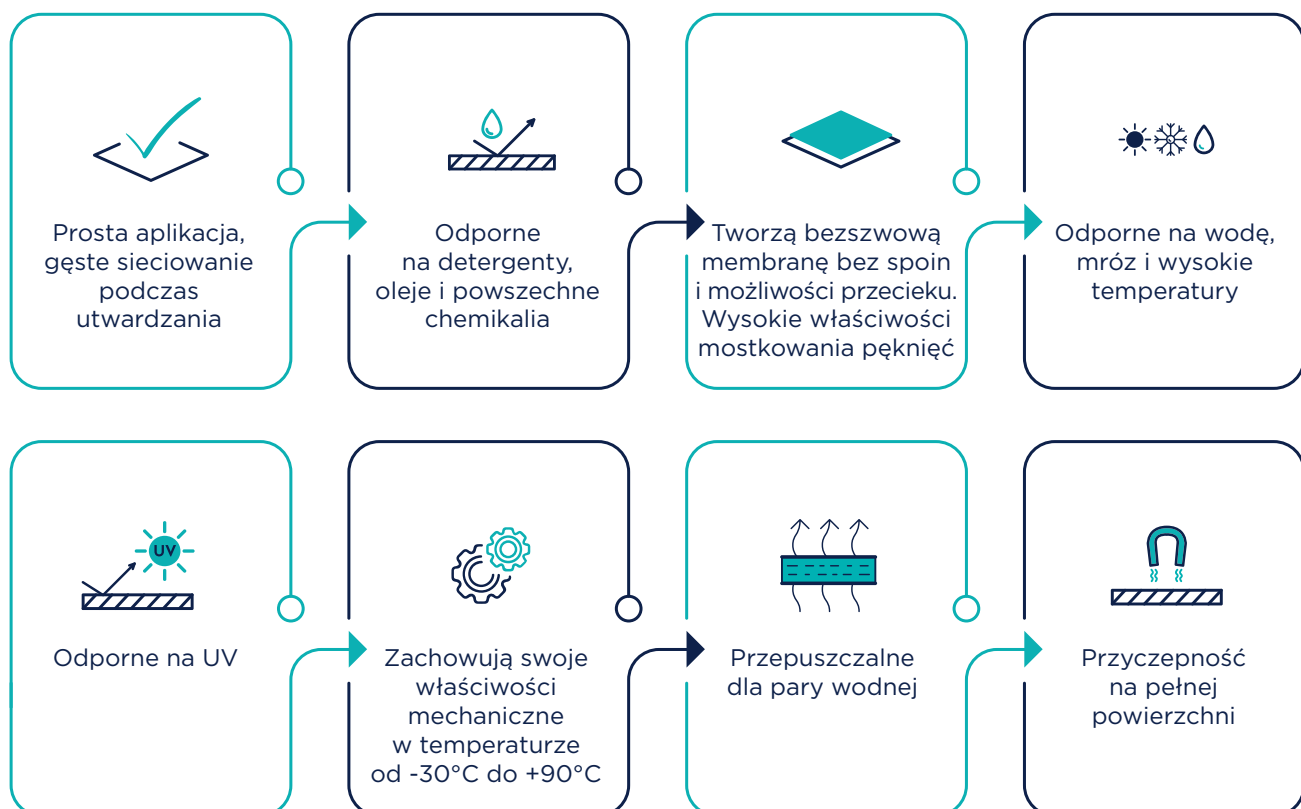 Prosta aplikacja,
gęste sieciowanie
podczas
utwardzania
Odporne
na detergenty,
oleje i powszechne
chemikalia
Tworzą bezszwową
membranę bez spoin
i możliwości przecieku.
Wysokie właściwości
mostkowania pęknięć
Odporne na wodę,
mróz i wysokie
temperatury
UV
Odporne na UV
Zachowują swoje
właściwości
mechaniczne
w temperaturze
od -30°C do +90°C
Przepuszczalne
dla pary wodnej
Przyczepność
na pełnej
powierzchni